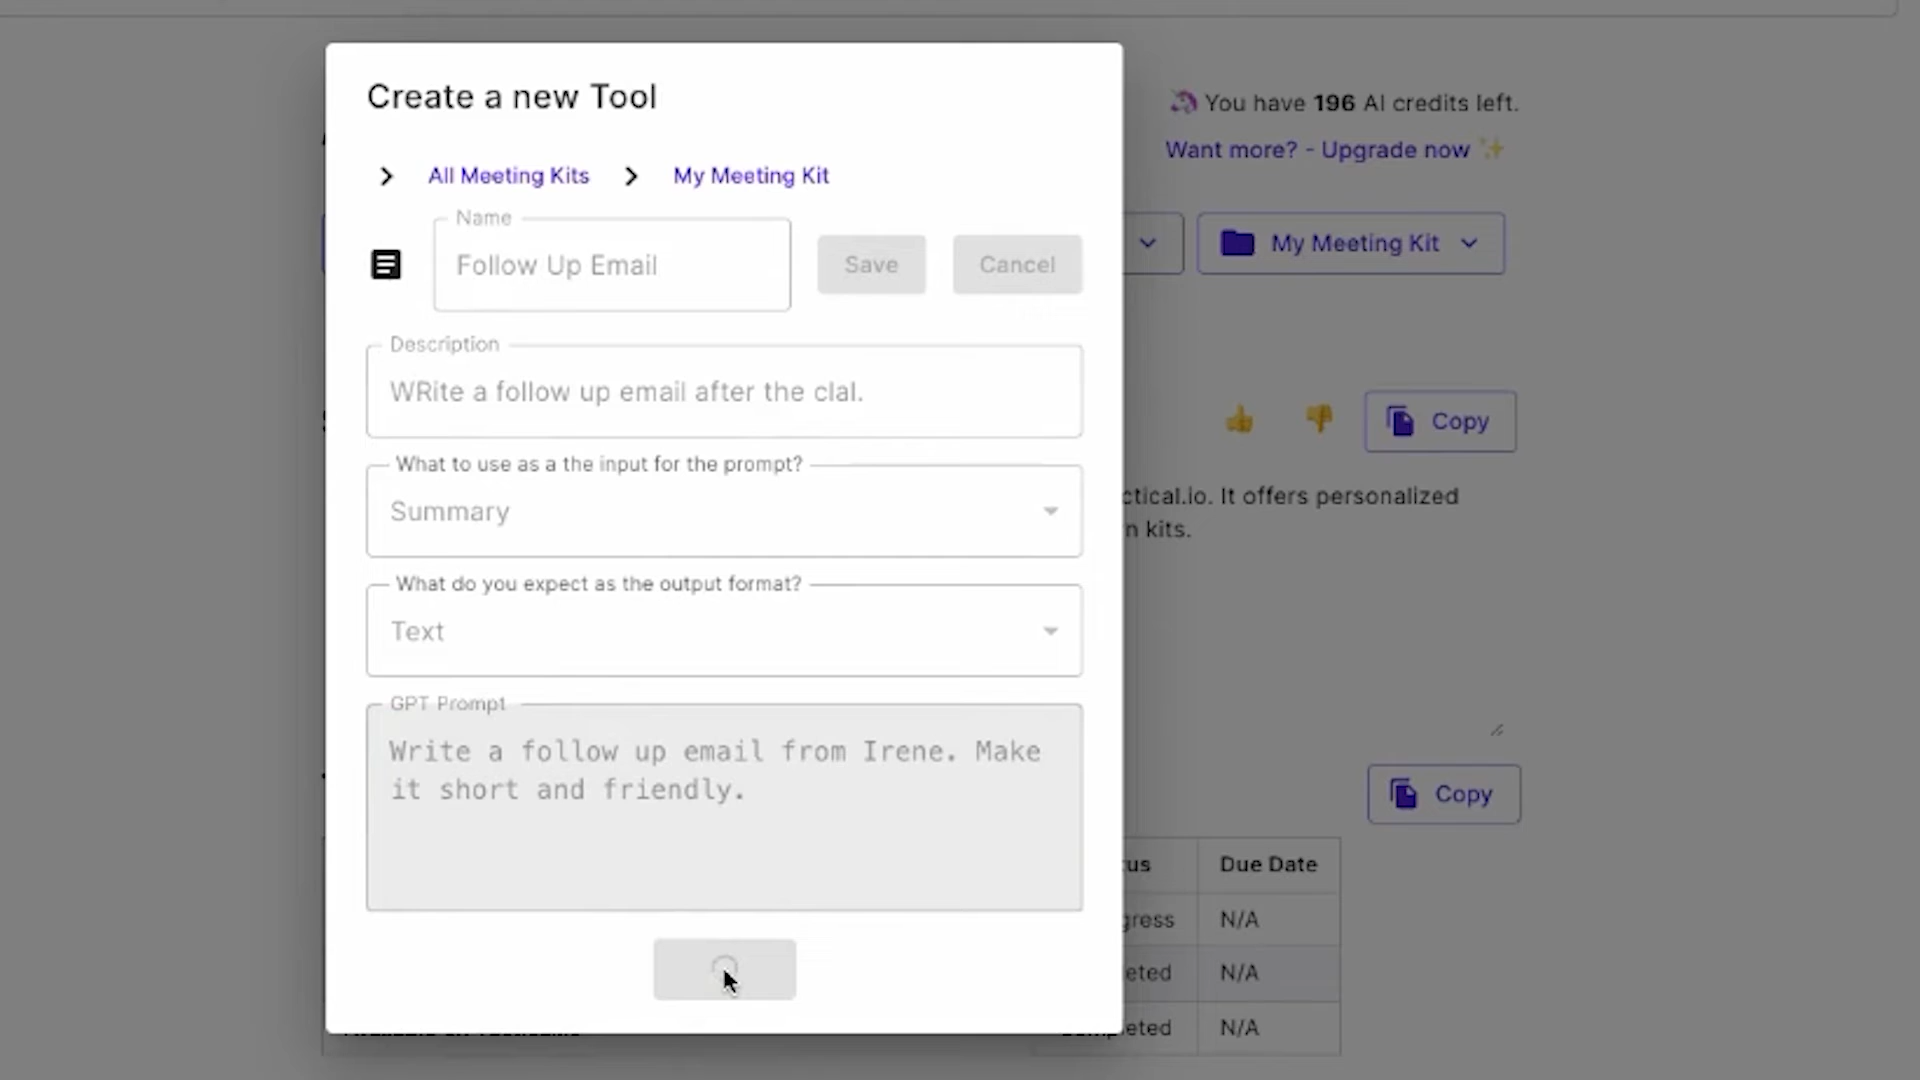 Create a new Tool
You have 196 AI credits left.
Want more? - Upgrade now
All Meeting Kits
My Meeting Kit
Name
Follow Up Email
Save
Cancel
My Meeting Kit
Description
WRite a follow up email after the clal.
Copy
What to use as a the input for the prompt?
Summary
ctical.io. It offers personalized
n kits.
What do you expect as the output format?
Text
GPT Prompt
Write a follow up email from Irene. Make
it short and friendly.
Copy
tus
Due Date
gress
N/A
eted
N/A
eted
N/A